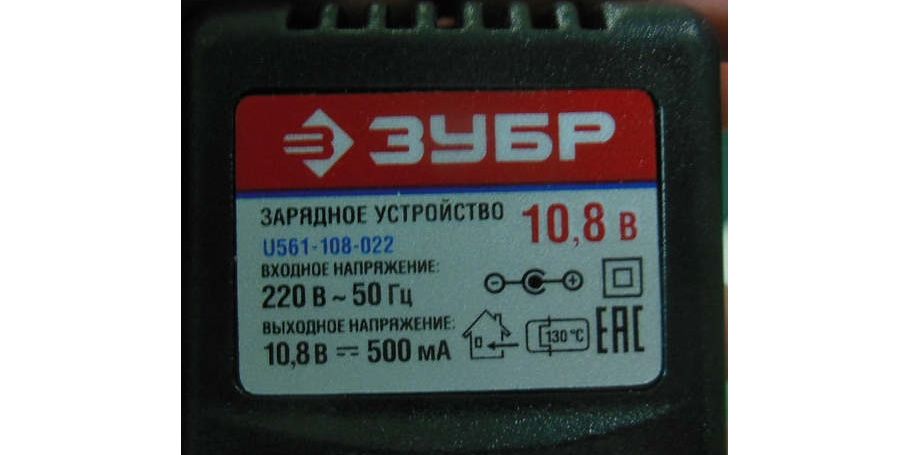 ЗУБР
ЗАРЯДНОЕ УСТРОЙСТВО 10,8 В
U561-108-022
ВХОДНОЕ НАПРЯЖЕНИЕ:
220 В ~ 50 Гц
ВЫХОДНОЕ НАПРЯЖЕНИЕ:
10,8 В ⎓ 500 мА
130 °C
EAC